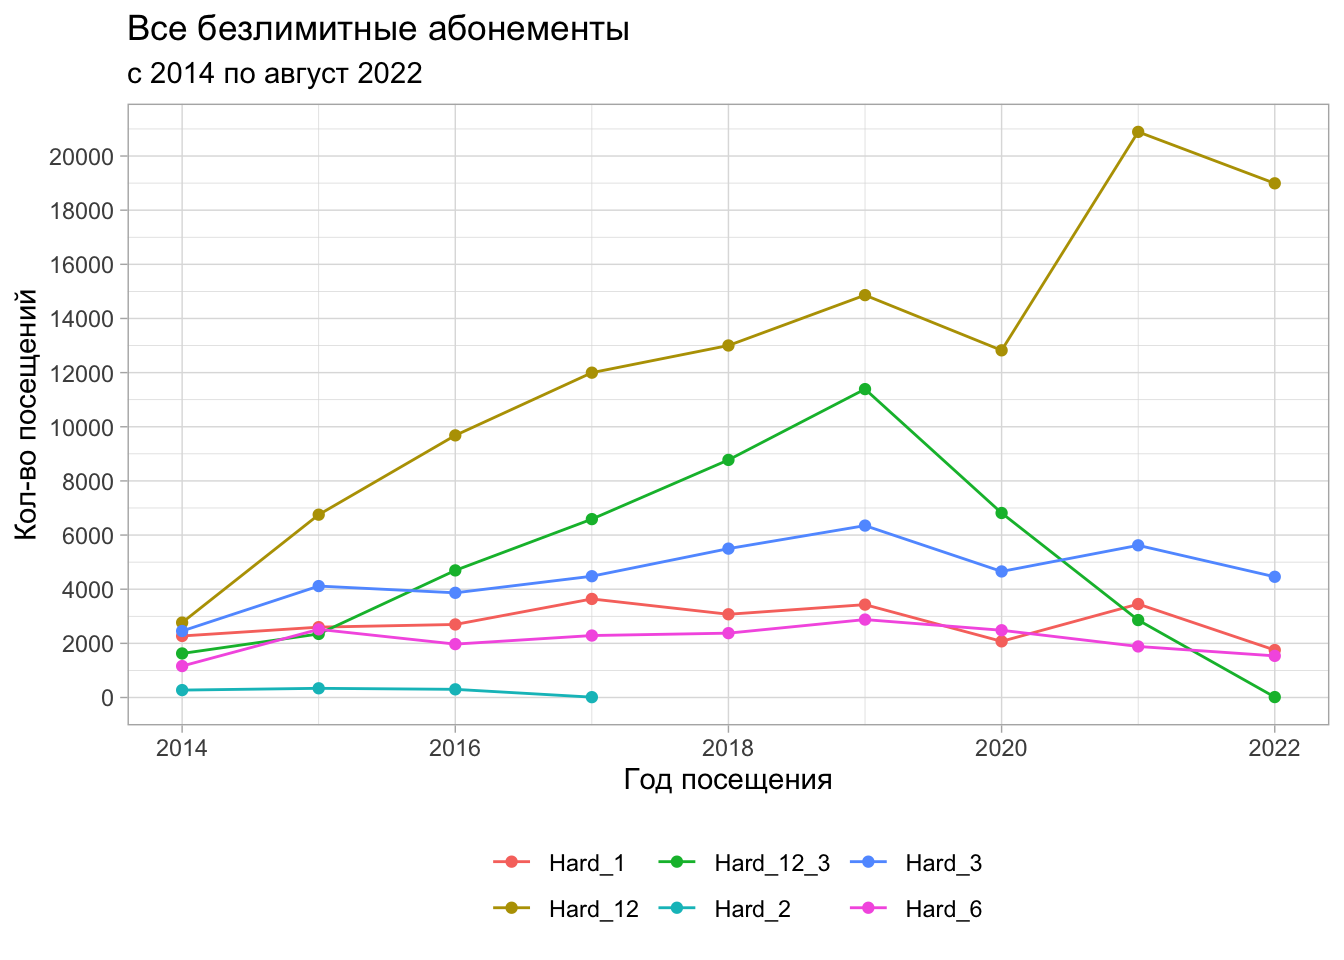 Все безлимитные абонементы
с 2014 по август 2022
Кол-во посещений
20000
18000
16000
14000
12000
10000
8000
6000
4000
2000
0
2014 2016 2018 2020 2022
Год посещения
Hard_1 Hard_12_3 Hard_3
Hard_12 Hard_2 Hard_6